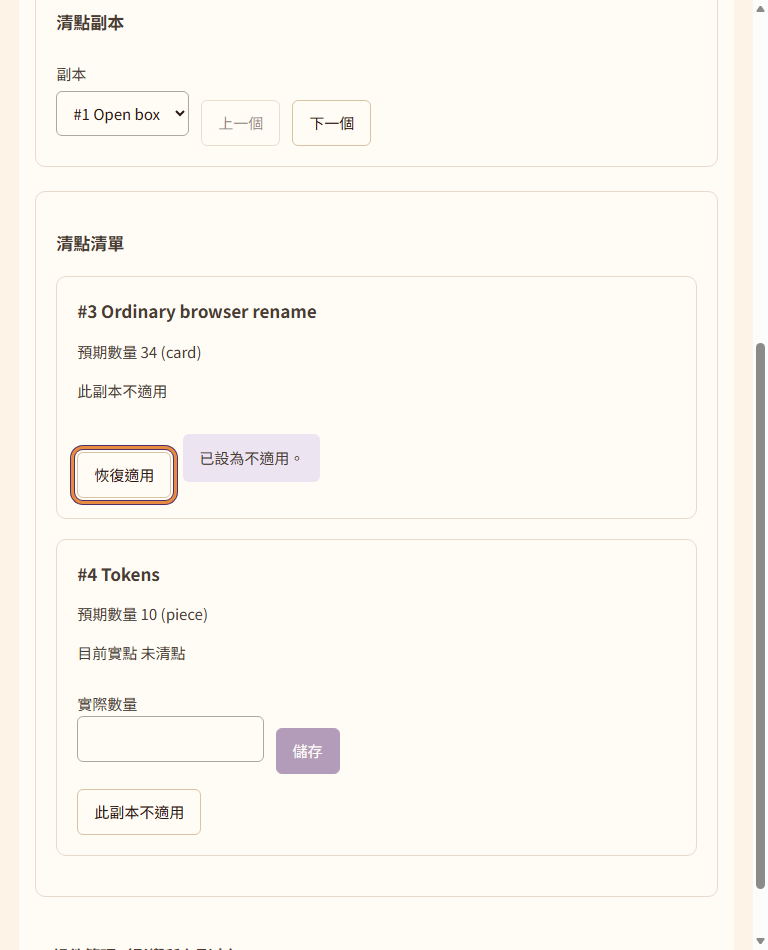 清點副本
副本
#1 Open box
上一個
下一個
清點清單
#3 Ordinary browser rename
預期數量 34 (card)
此副本不適用
恢復適用
已設為不適用。
#4 Tokens
預期數量 10 (piece)
目前實點 未清點
實際數量
儲存
此副本不適用